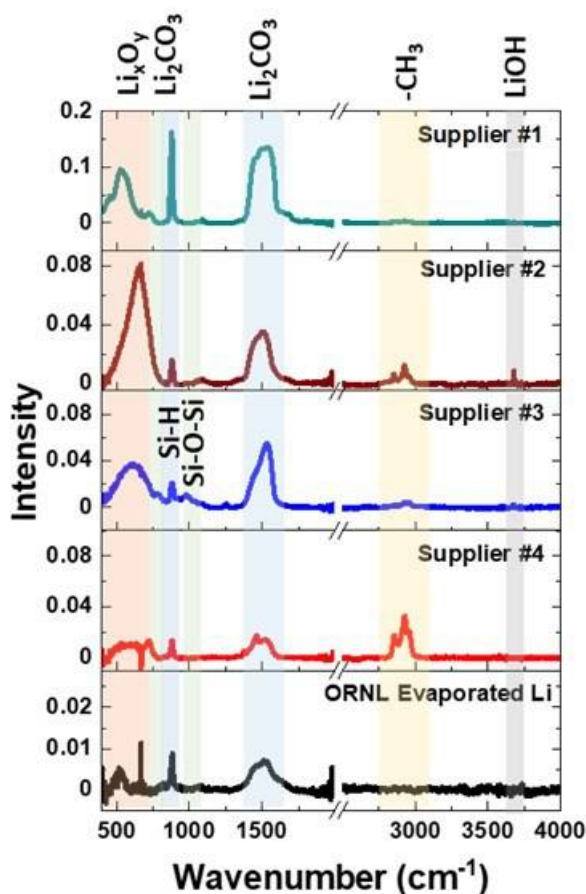 LiₓOᵧ
Li₂CO₃
Li₂CO₃
-CH₃
LiOH
0.2
0.1
0
Supplier #1
0.08
0.04
0
Supplier #2
0.08
0.04
0
Supplier #3
Si-H
Si-O-Si
0.08
0.04
0
Supplier #4
0.02
0.01
0
ORNL Evaporated Li
Intensity
500 1000 1500 3000 3500 4000
Wavenumber (cm⁻¹)